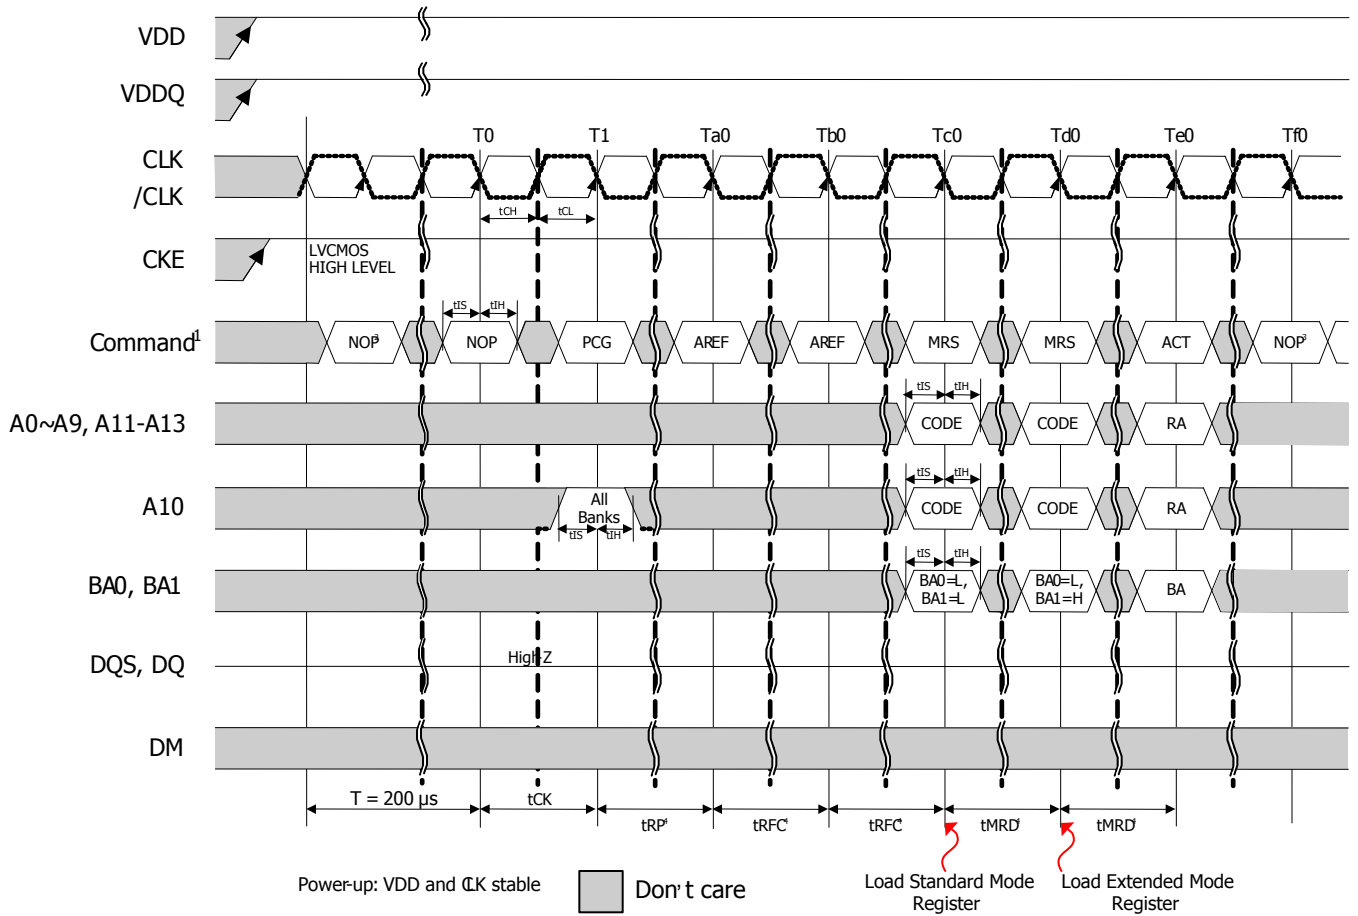 VDD
VDDQ
T0 T1 Ta0 Tb0 Tc0 Td0 Te0 Tf0
CLK
/CLK
tCH tCL
CKE
LVCMOS
HIGH LEVEL
tIS tIH
Command1 NOP3 NOP PCG AREF AREF MRS MRS ACT NOP3
tIS tIH
A0~A9, A11-A13 CODE CODE RA
tIS tIH
A10 All Banks CODE CODE RA
tIS tIH
tIS tIH
BA0, BA1 BA0=L, BA1=L BA0=L, BA1=H BA
DQS, DQ High-Z
DM
T = 200 µs tCK
tRP4 tRFC4 tRFC4 tMRD4 tMRD4
Power-up: VDD and CLK stable
Don't care
Load Standard Mode
Register
Load Extended Mode
Register